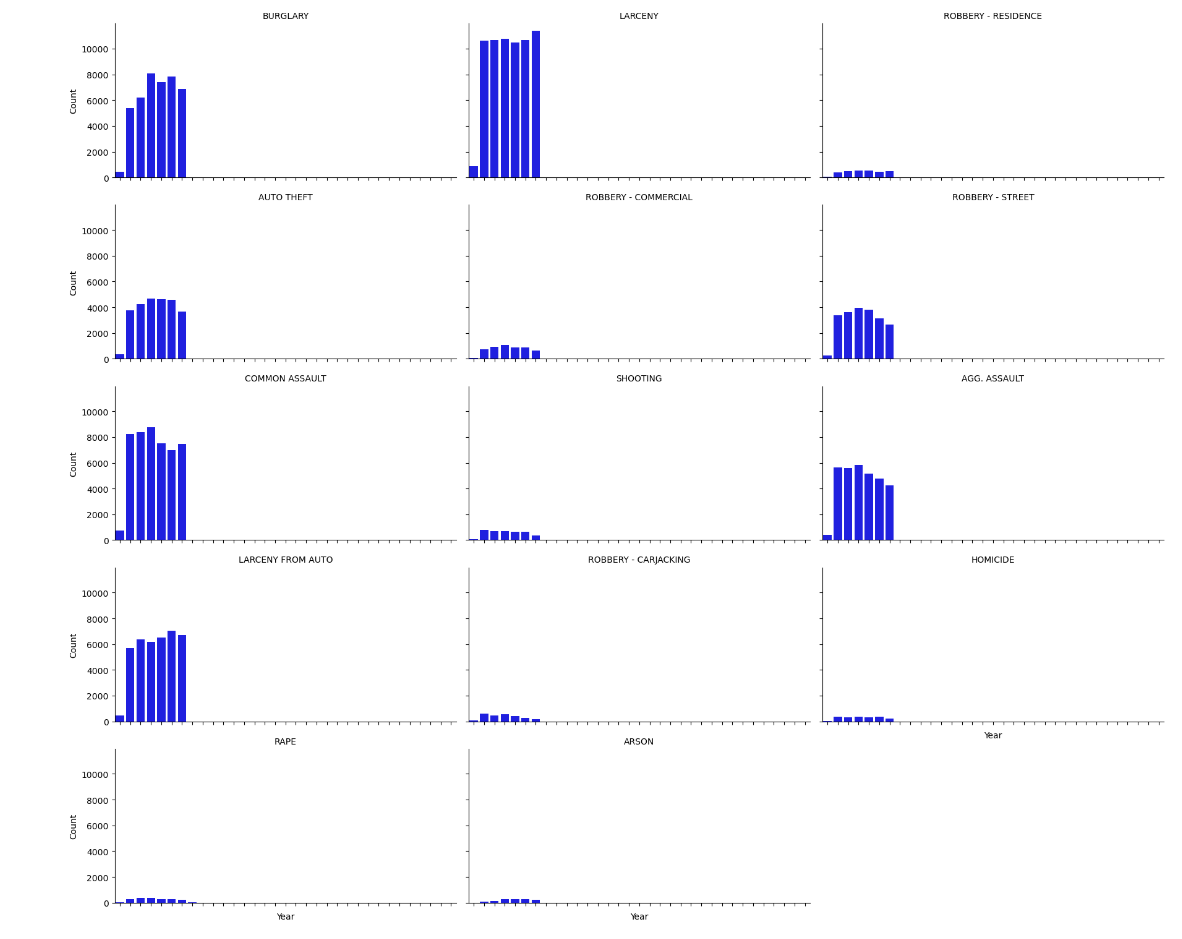 BURGLARY LARCENY ROBBERY - RESIDENCE
10000
8000
6000
4000
2000
0
Count
AUTO THEFT ROBBERY - COMMERCIAL ROBBERY - STREET
10000
8000
6000
4000
2000
0
Count
COMMON ASSAULT SHOOTING AGG. ASSAULT
10000
8000
6000
4000
2000
0
Count
LARCENY FROM AUTO ROBBERY - CARJACKING HOMICIDE
10000
8000
6000
4000
2000
0
Count
Year
RAPE ARSON
10000
8000
6000
4000
2000
0
Count
Year Year